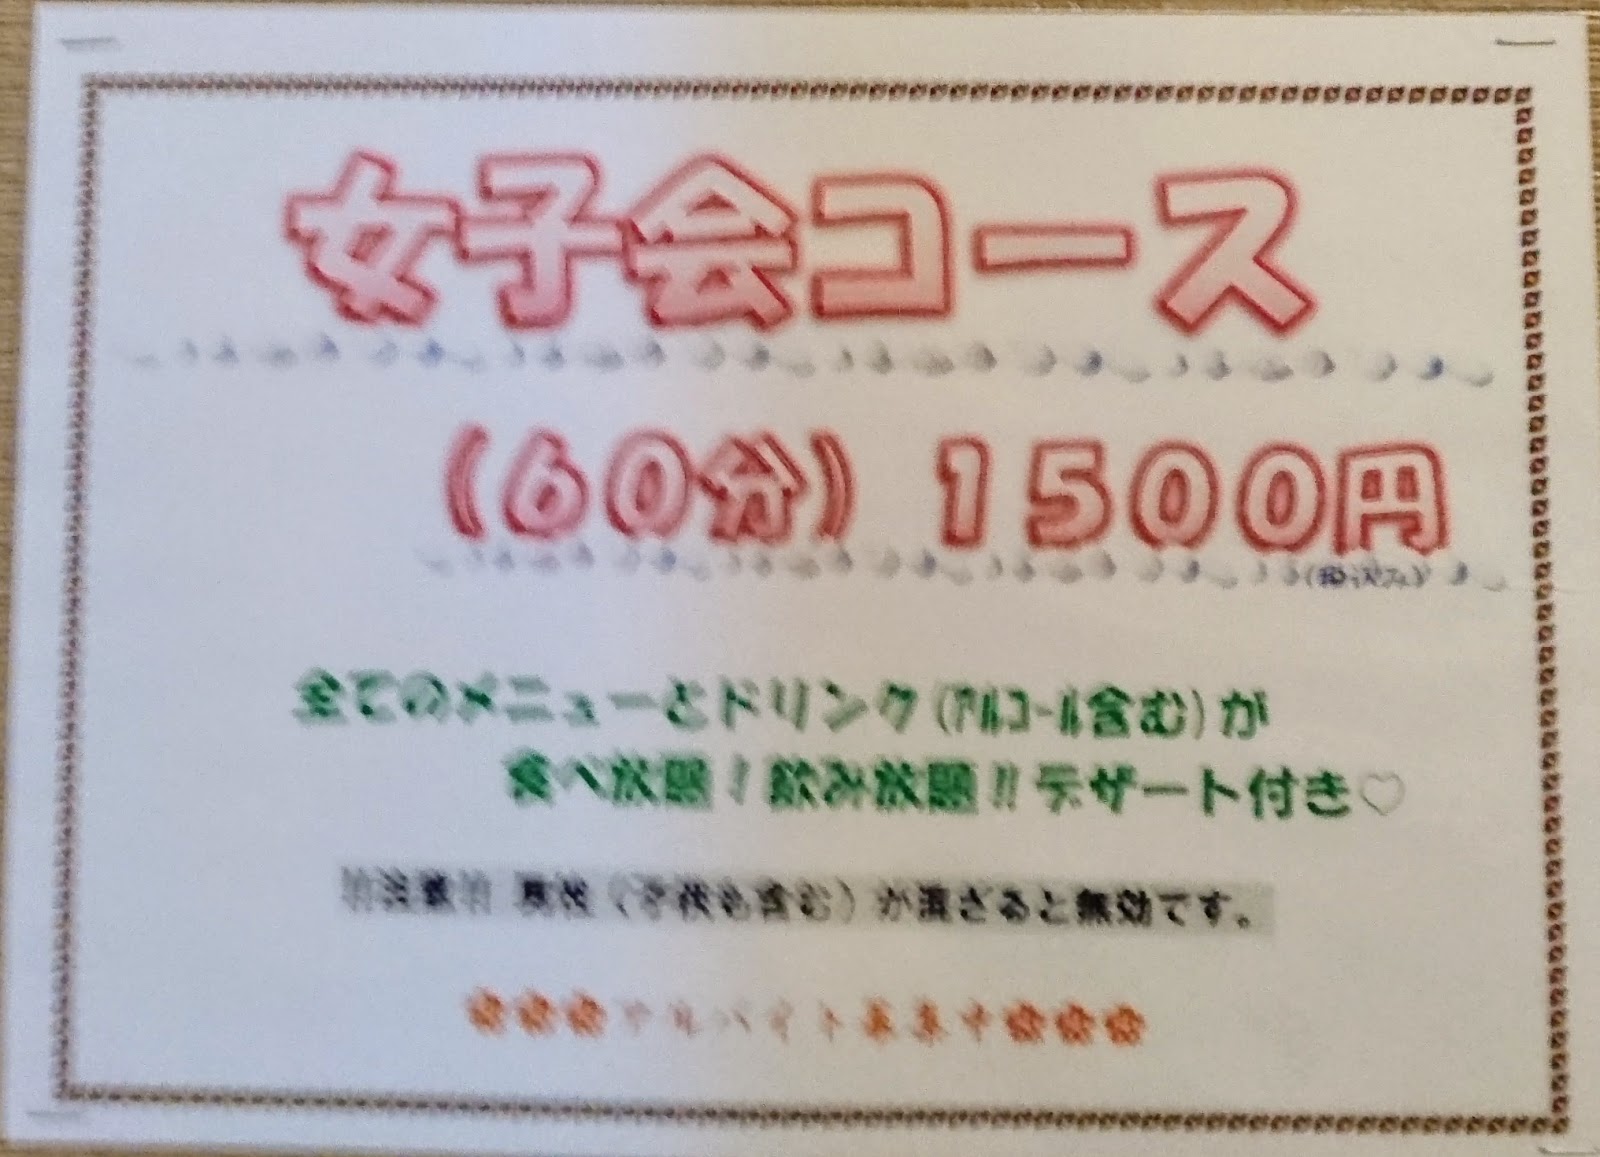 女子会コース
(60分) 1500円
(税込み)
全てのメニューとドリンク(ｱﾙｺｰﾙ含む)が
食べ放題!飲み放題!!デザート付き♡
男性(子供も含む)が混ざると無効です。
アルバイト募集中